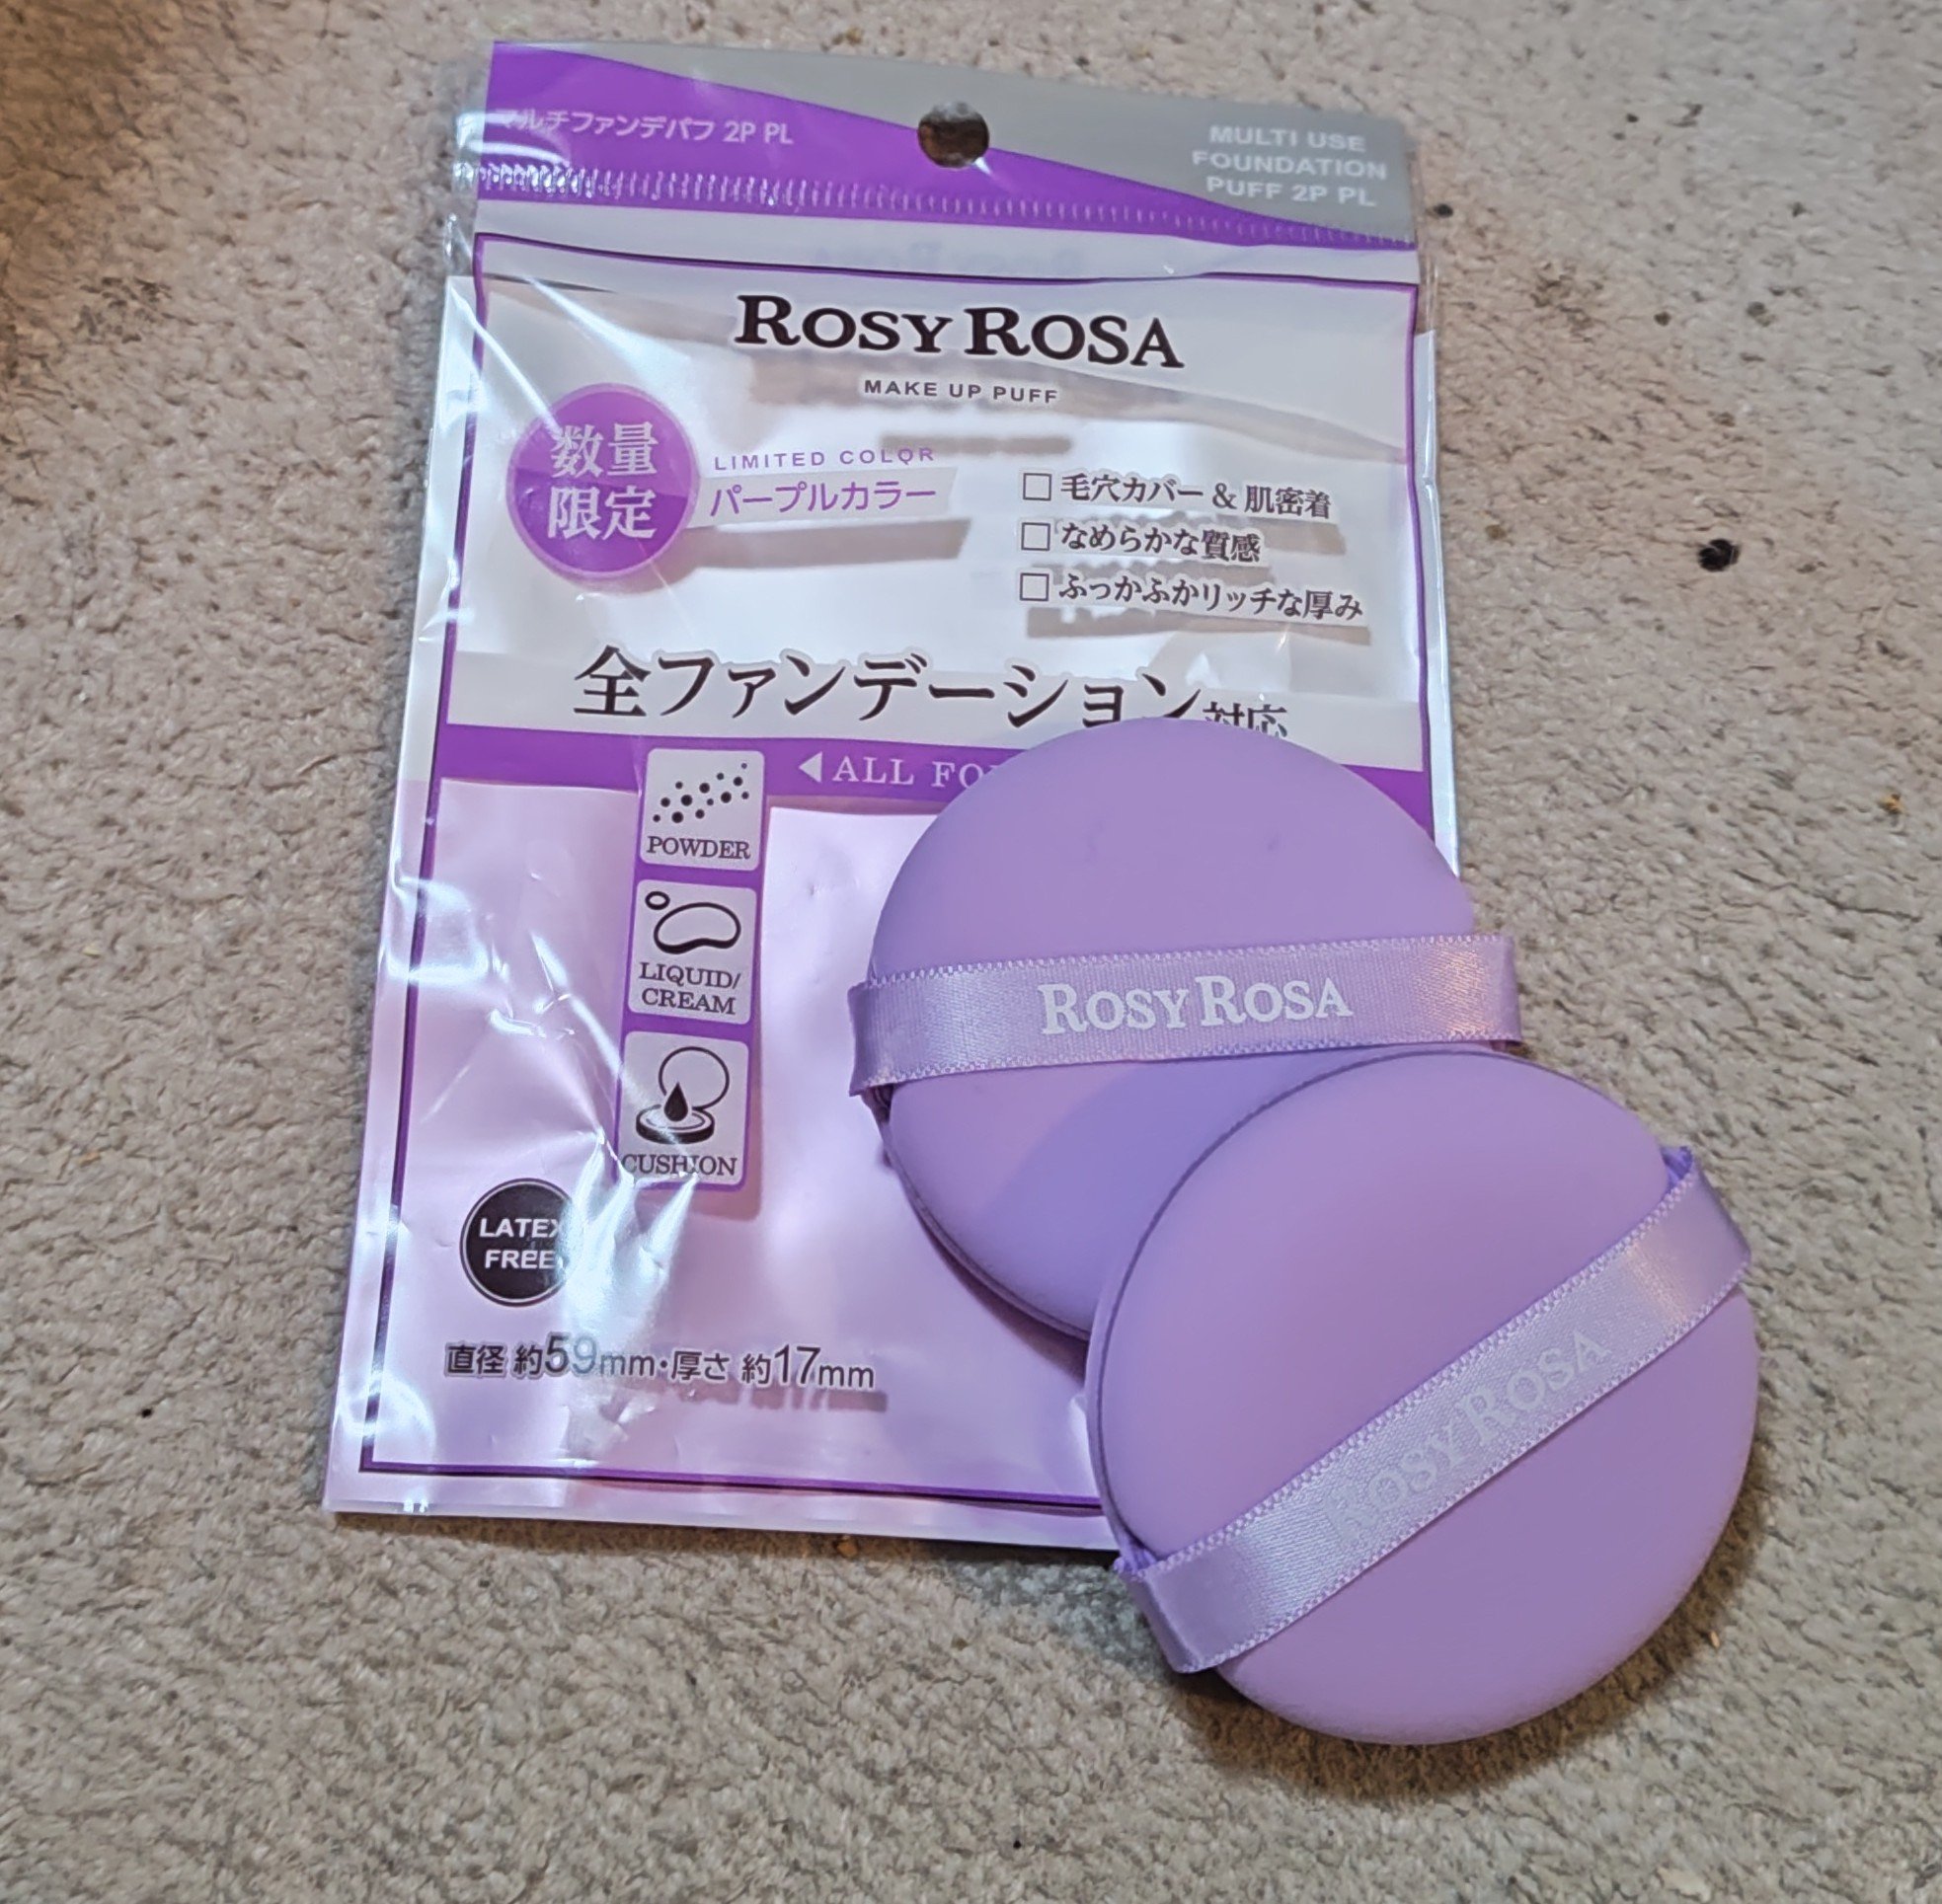 マルチファンデパフ 2P PL
MULTI USE
FOUNDATION
PUFF 2P PL
ROSY ROSA
MAKE UP PUFF
数量
限定
LIMITED COLOR
パープルカラー
□ 毛穴カバー & 肌密着
□ なめらかな質感
□ ふっかふかリッチな厚み
全ファンデーション対応
◀ALL
POWDER
LIQUID/
CREAM
CUSHION
LATEX
FREE
直径 約59mm・厚さ 約17mm
ROSY ROSA
ROSY ROSA